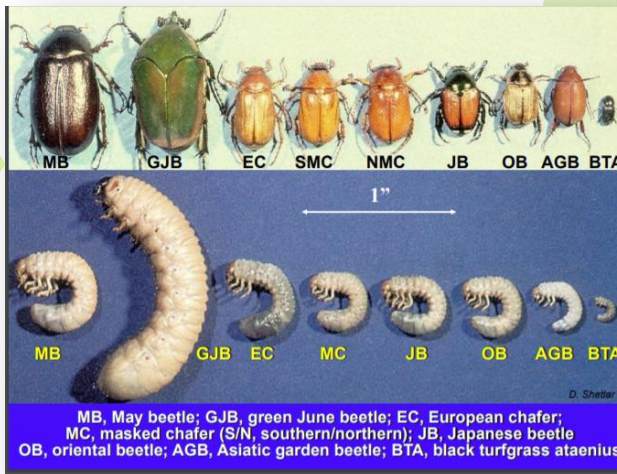 MB GJB EC SMC NMC JB OB AGB BTA
1”
MB GJB EC MC JB OB AGB BTA
D. Shetlar
MB, May beetle; GJB, green June beetle; EC, European chafer;
MC, masked chafer (S/N, southern/northern); JB, Japanese beetle
OB, oriental beetle; AGB, Asiatic garden beetle; BTA, black turfgrass ataenius